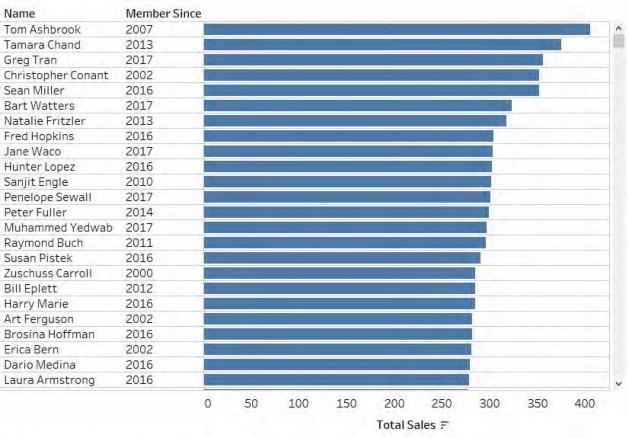 Name Member Since
Tom Ashbrook 2007
Tamara Chand 2013
Greg Tran 2017
Christopher Conant 2002
Sean Miller 2016
Bart Watters 2017
Natalie Fritzler 2013
Fred Hopkins 2016
Jane Waco 2017
Hunter Lopez 2016
Sanjit Engle 2010
Penelope Sewall 2017
Peter Fuller 2014
Muhammed Yedwab 2017
Raymond Buch 2011
Susan Pistek 2016
Zuschuss Carroll 2000
Bill Eplett 2012
Harry Marie 2016
Art Ferguson 2002
Brosina Hoffman 2016
Erica Bern 2002
Dario Medina 2016
Laura Armstrong 2016
0 50 100 150 200 250 300 350 400
Total Sales